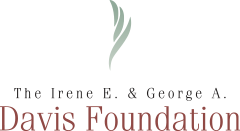 The Irene E. & George A.
Davis Foundation